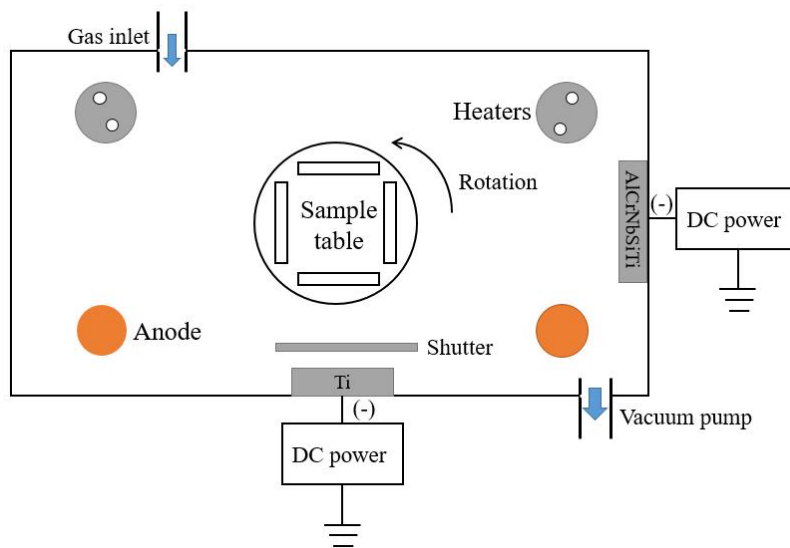 Gas inlet
Heaters
Rotation
AlCrNbSiTi
(-)
DC power
Sample
table
Anode
Shutter
Ti
(-)
Vacuum pump
DC power